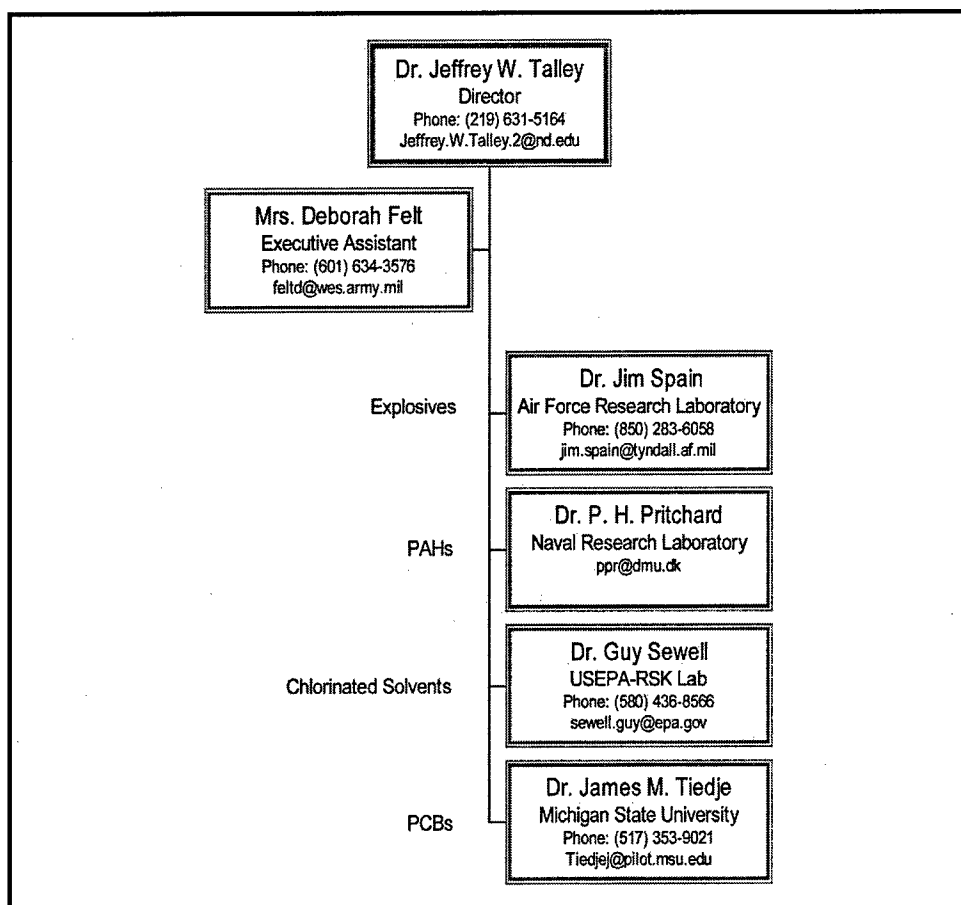 Dr. Jeffrey W. Talley
Director
Phone: (219) 631-5164
Jeffrey.W.Talley.2@nd.edu
Mrs. Deborah Felt
Executive Assistant
Phone: (601) 634-3576
feltd@wes.army.mil
Explosives
Dr. Jim Spain
Air Force Research Laboratory
Phone: (850) 283-6058
jim.spain@tyndall.af.mil
PAHs
Dr. P. H. Pritchard
Naval Research Laboratory
ppr@dmu.dk
Chlorinated Solvents
Dr. Guy Sewell
USEPA-RSK Lab
Phone: (580) 436-8566
sewell.guy@epa.gov
PCBs
Dr. James M. Tiedje
Michigan State University
Phone: (517) 353-9021
Tiedjej@pilot.msu.edu